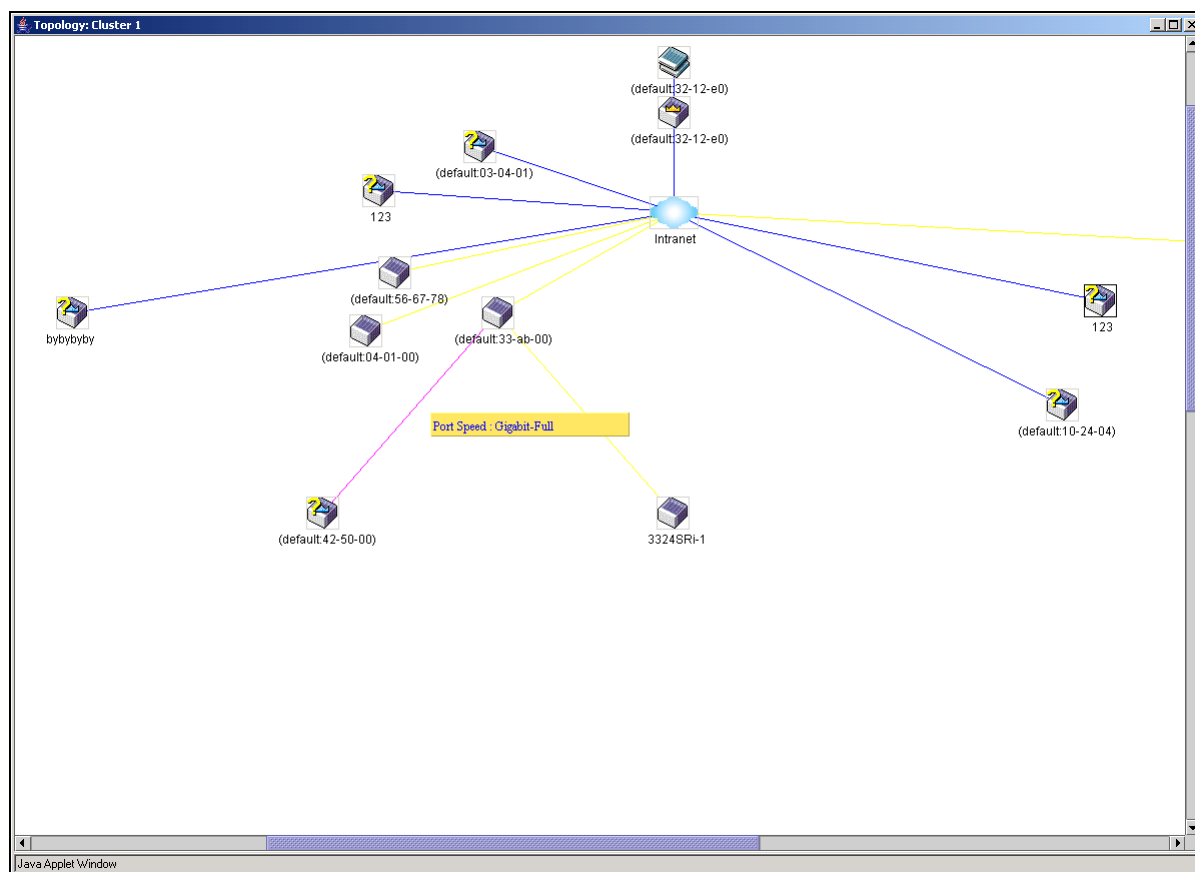 Topology: Cluster 1
(default:32-12-e0)
(default:32-12-e0)
(default:03-04-01)
123
Intranet
(default:56-67-78)
123
bybybyby
(default:33-ab-00)
(default:04-01-00)
Port Speed : Gigabit-Full
(default:10-24-04)
(default:42-50-00)
3324SRi-1
Java Applet Window